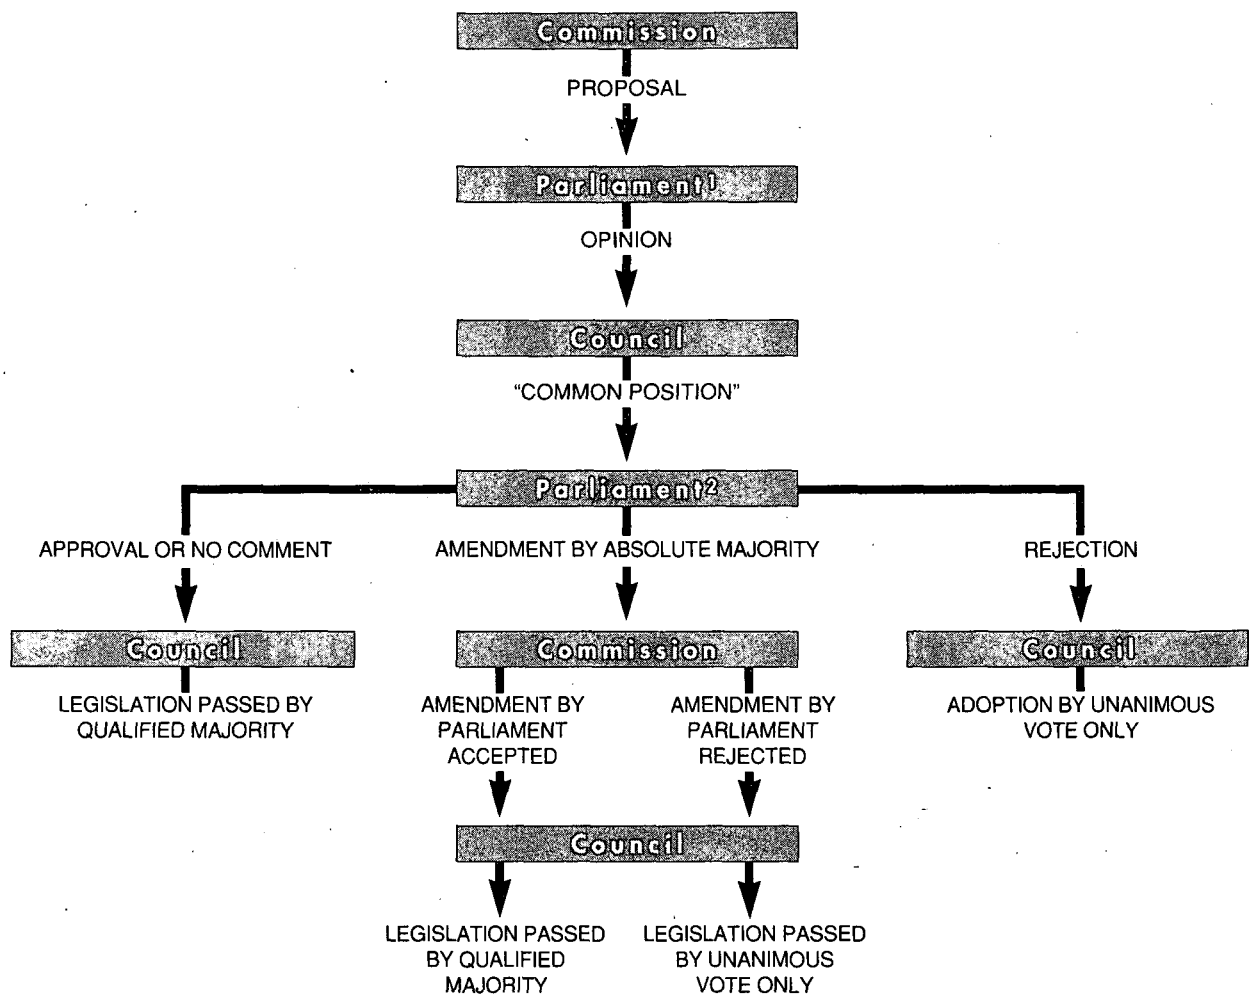 Commission
PROPOSAL
Parliament1
OPINION
Council
“COMMON POSITION”
Parliament2
APPROVAL OR NO COMMENT
AMENDMENT BY ABSOLUTE MAJORITY
REJECTION
Council
Commission
Council
LEGISLATION PASSED BY
QUALIFIED MAJORITY
AMENDMENT BY
PARLIAMENT
ACCEPTED
AMENDMENT BY
PARLIAMENT
REJECTED
ADOPTION BY UNANIMOUS
VOTE ONLY
Council
LEGISLATION PASSED
BY QUALIFIED
MAJORITY
LEGISLATION PASSED
BY UNANIMOUS
VOTE ONLY